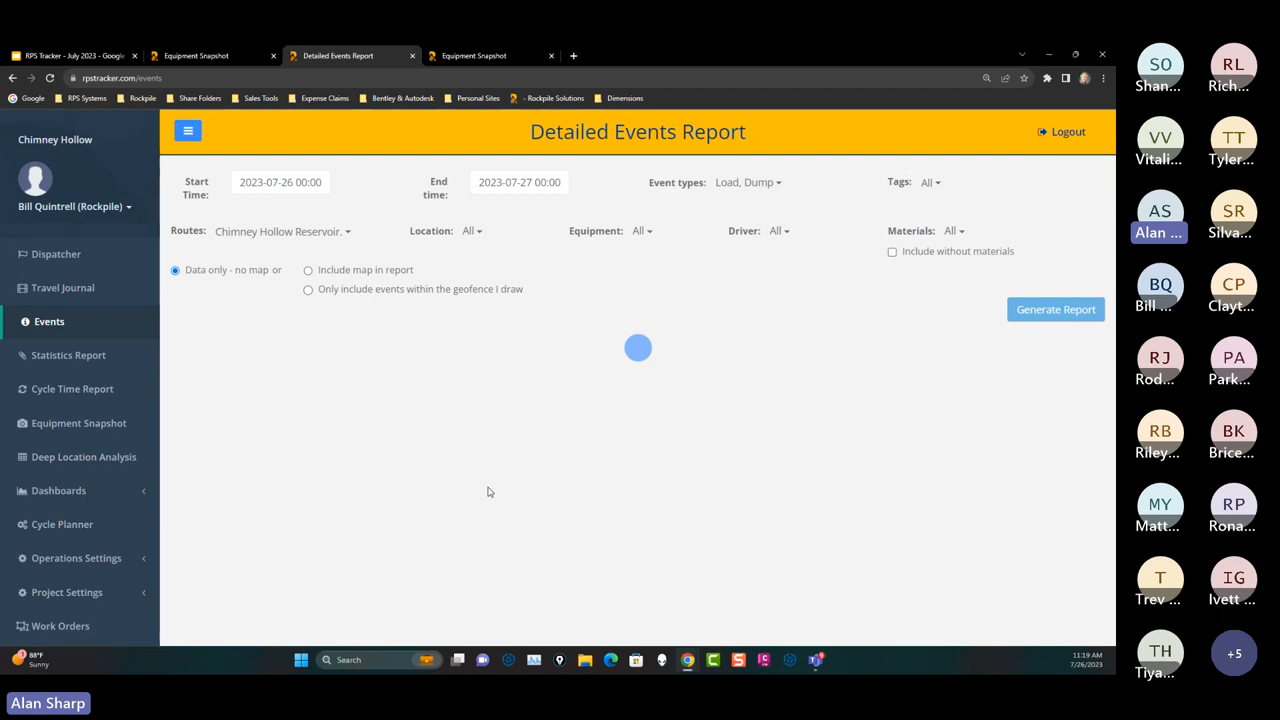 RPS Tracker - July 2023 - Google
Equipment Snapshot
Detailed Events Report
Equipment Snapshot
rpstracker.com/events
Google
RPS Systems
Rockpile
Share Folders
Sales Tools
Expense Claims
Bentley & Autodesk
Personal Sites
- Rockpile Solutions
Dimensions
Chimney Hollow
Detailed Events Report
Logout
Bill Quintrell (Rockpile)
Dispatcher
Travel Journal
Events
Statistics Report
Cycle Time Report
Equipment Snapshot
Deep Location Analysis
Dashboards
Cycle Planner
Operations Settings
Project Settings
Work Orders
Start Time:
2023-07-26 00:00
End time:
2023-07-27 00:00
Event types: Load, Dump
Tags: All
Routes: Chimney Hollow Reservoir.
Location: All
Equipment: All
Driver: All
Materials: All
Include without materials
Data only - no map or
Include map in report
Only include events within the geofence I draw
Generate Report
88°F
Sunny
Search
11:19 AM
7/26/2023
SO
Shan...
RL
Rich...
VV
Vitali...
TT
Tyler...
AS
Alan ...
SR
Silva...
BQ
Bill ...
CP
Clayt...
RJ
Rod...
PA
Park...
RB
Riley...
BK
Brice...
MY
Matt...
RP
Rona...
T
Trev ...
IG
Ivett ...
TH
Tiya...
+5
Alan Sharp